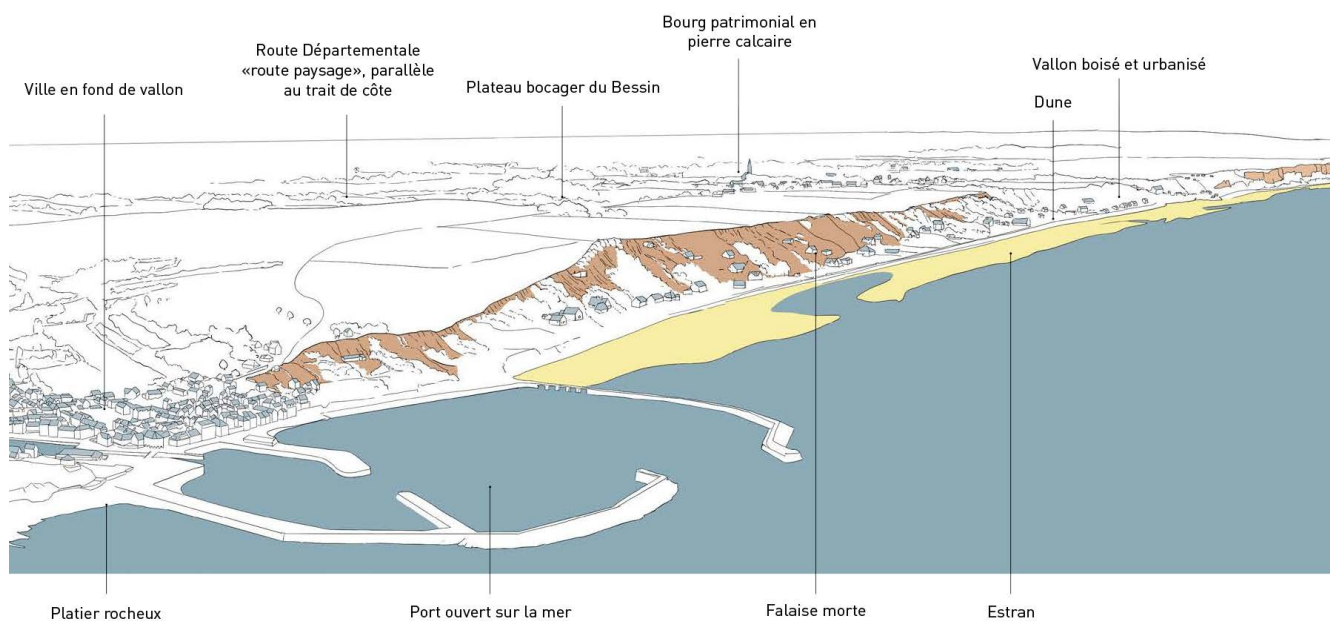 Bourg patrimonial en
pierre calcaire
Route Départementale
«route paysage», parallèle
au trait de côte
Ville en fond de vallon
Plateau bocager du Bessin
Vallon boisé et urbanisé
Dune
Platier rocheux
Port ouvert sur la mer
Falaise morte
Estran